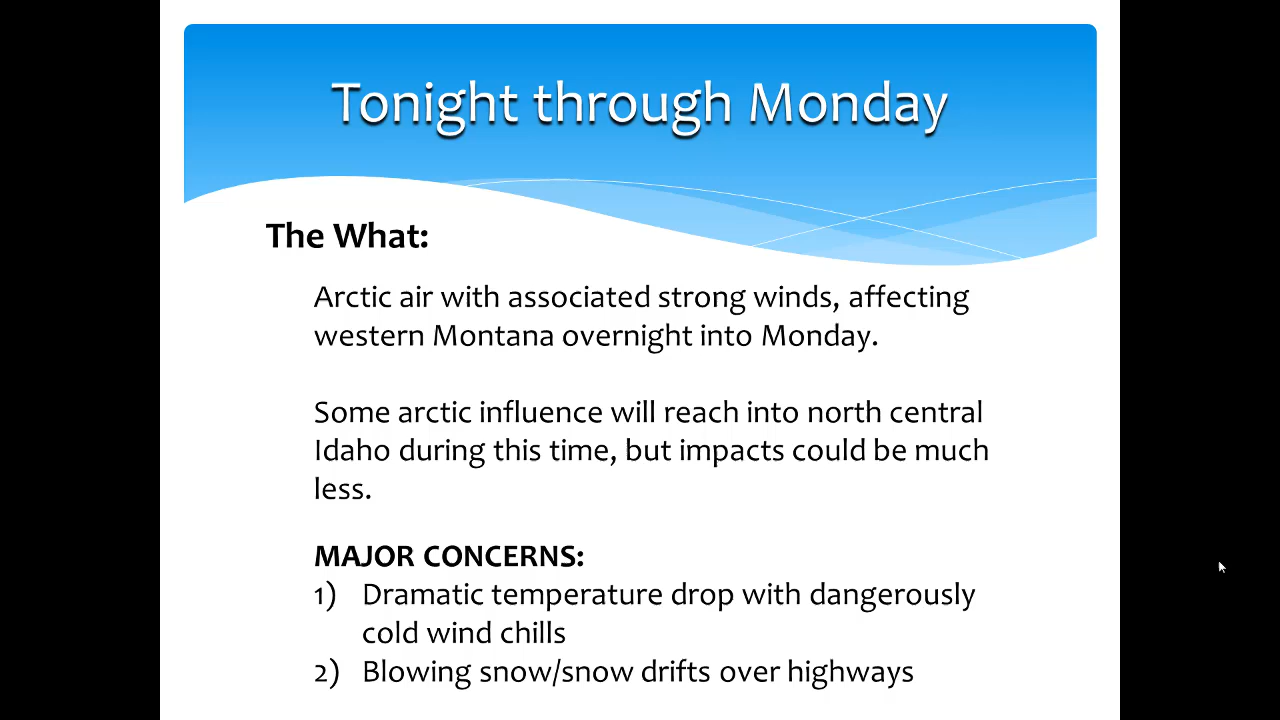 Tonight through Monday
The What:
Arctic air with associated strong winds, affecting
western Montana overnight into Monday.
Some arctic influence will reach into north central
Idaho during this time, but impacts could be much
less.
MAJOR CONCERNS:
1) Dramatic temperature drop with dangerously
cold wind chills
2) Blowing snow/snow drifts over highways